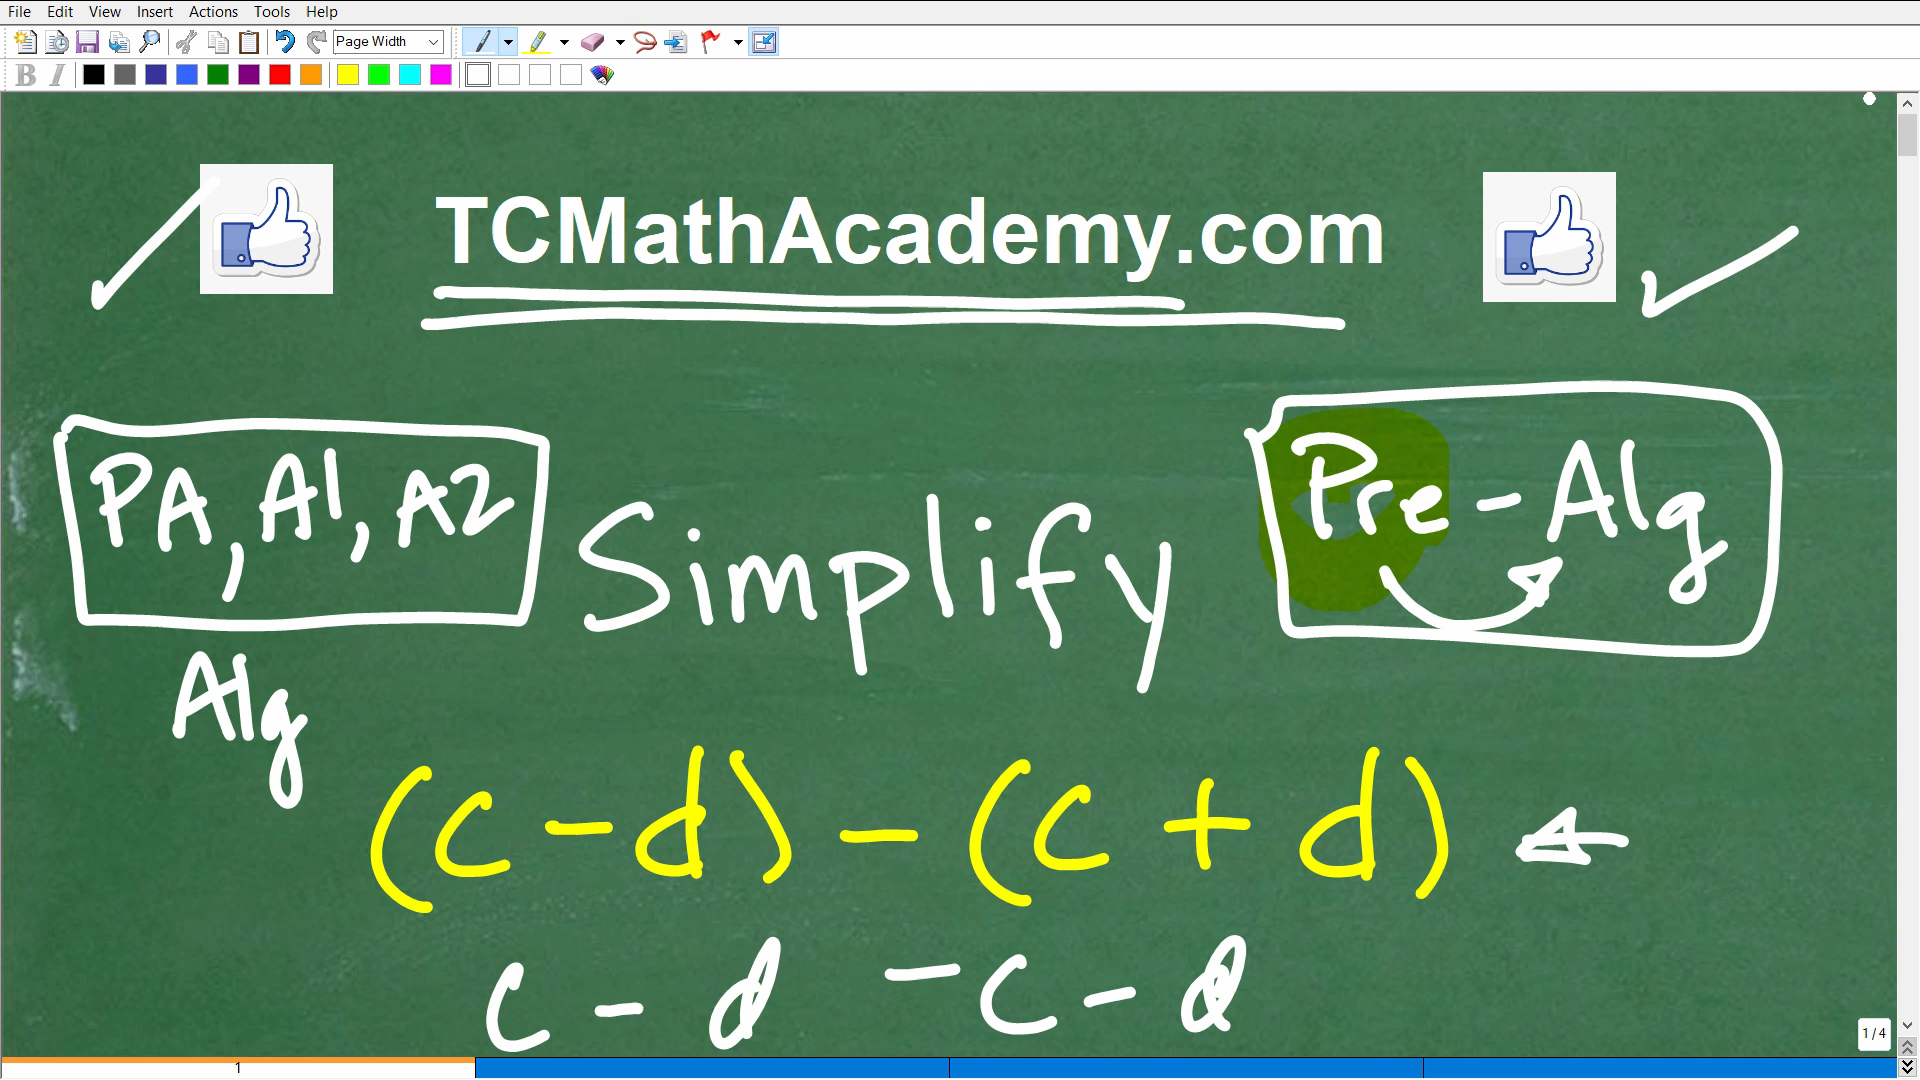 File Edit View Insert Actions Tools Help
Page Width
B I
TCMathAcademy.com
PA, A1, A2
Simplify
Pre-Alg
Alg
(c - d) - (c + d)
c - d - c - d
1 / 4
1